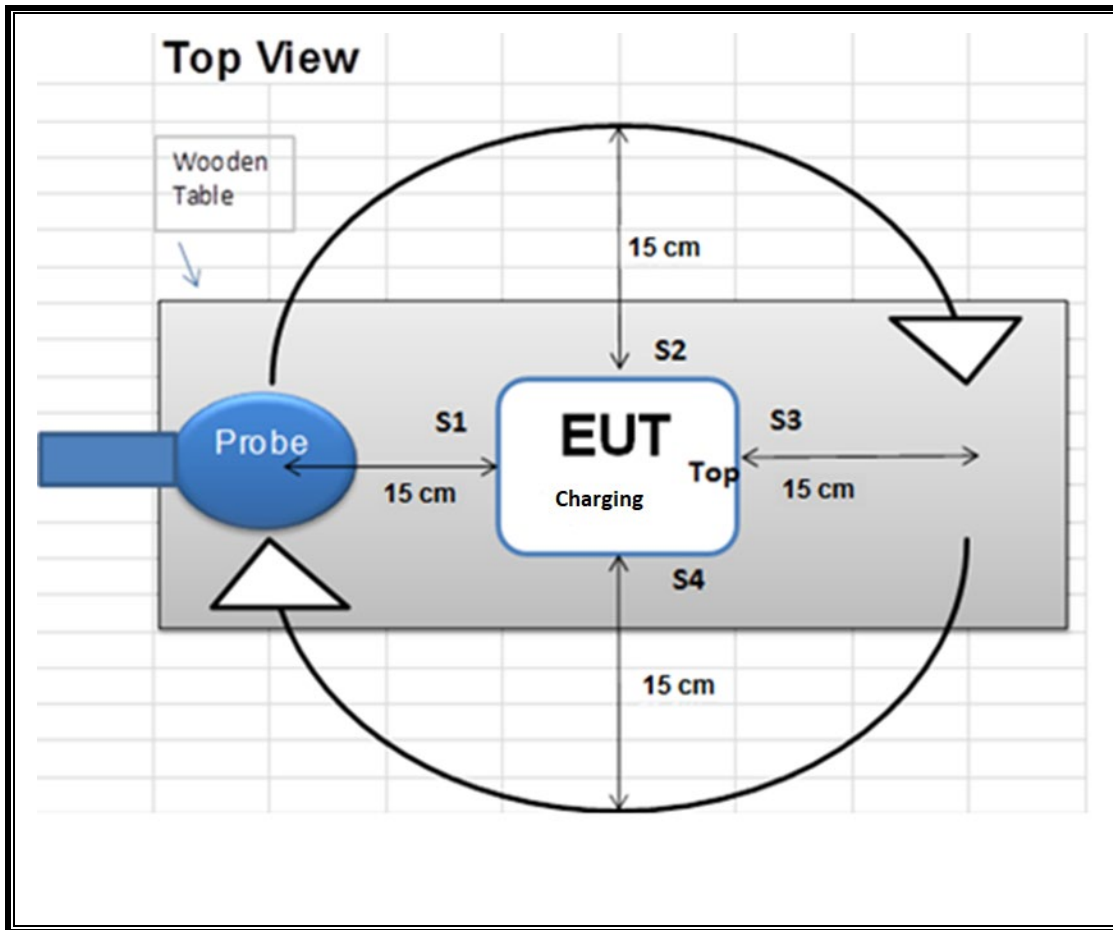 Top View
Wooden
Table
15 cm
S2
S1
EUT
S3
Probe
Top
15 cm
Charging
15 cm
S4
15 cm